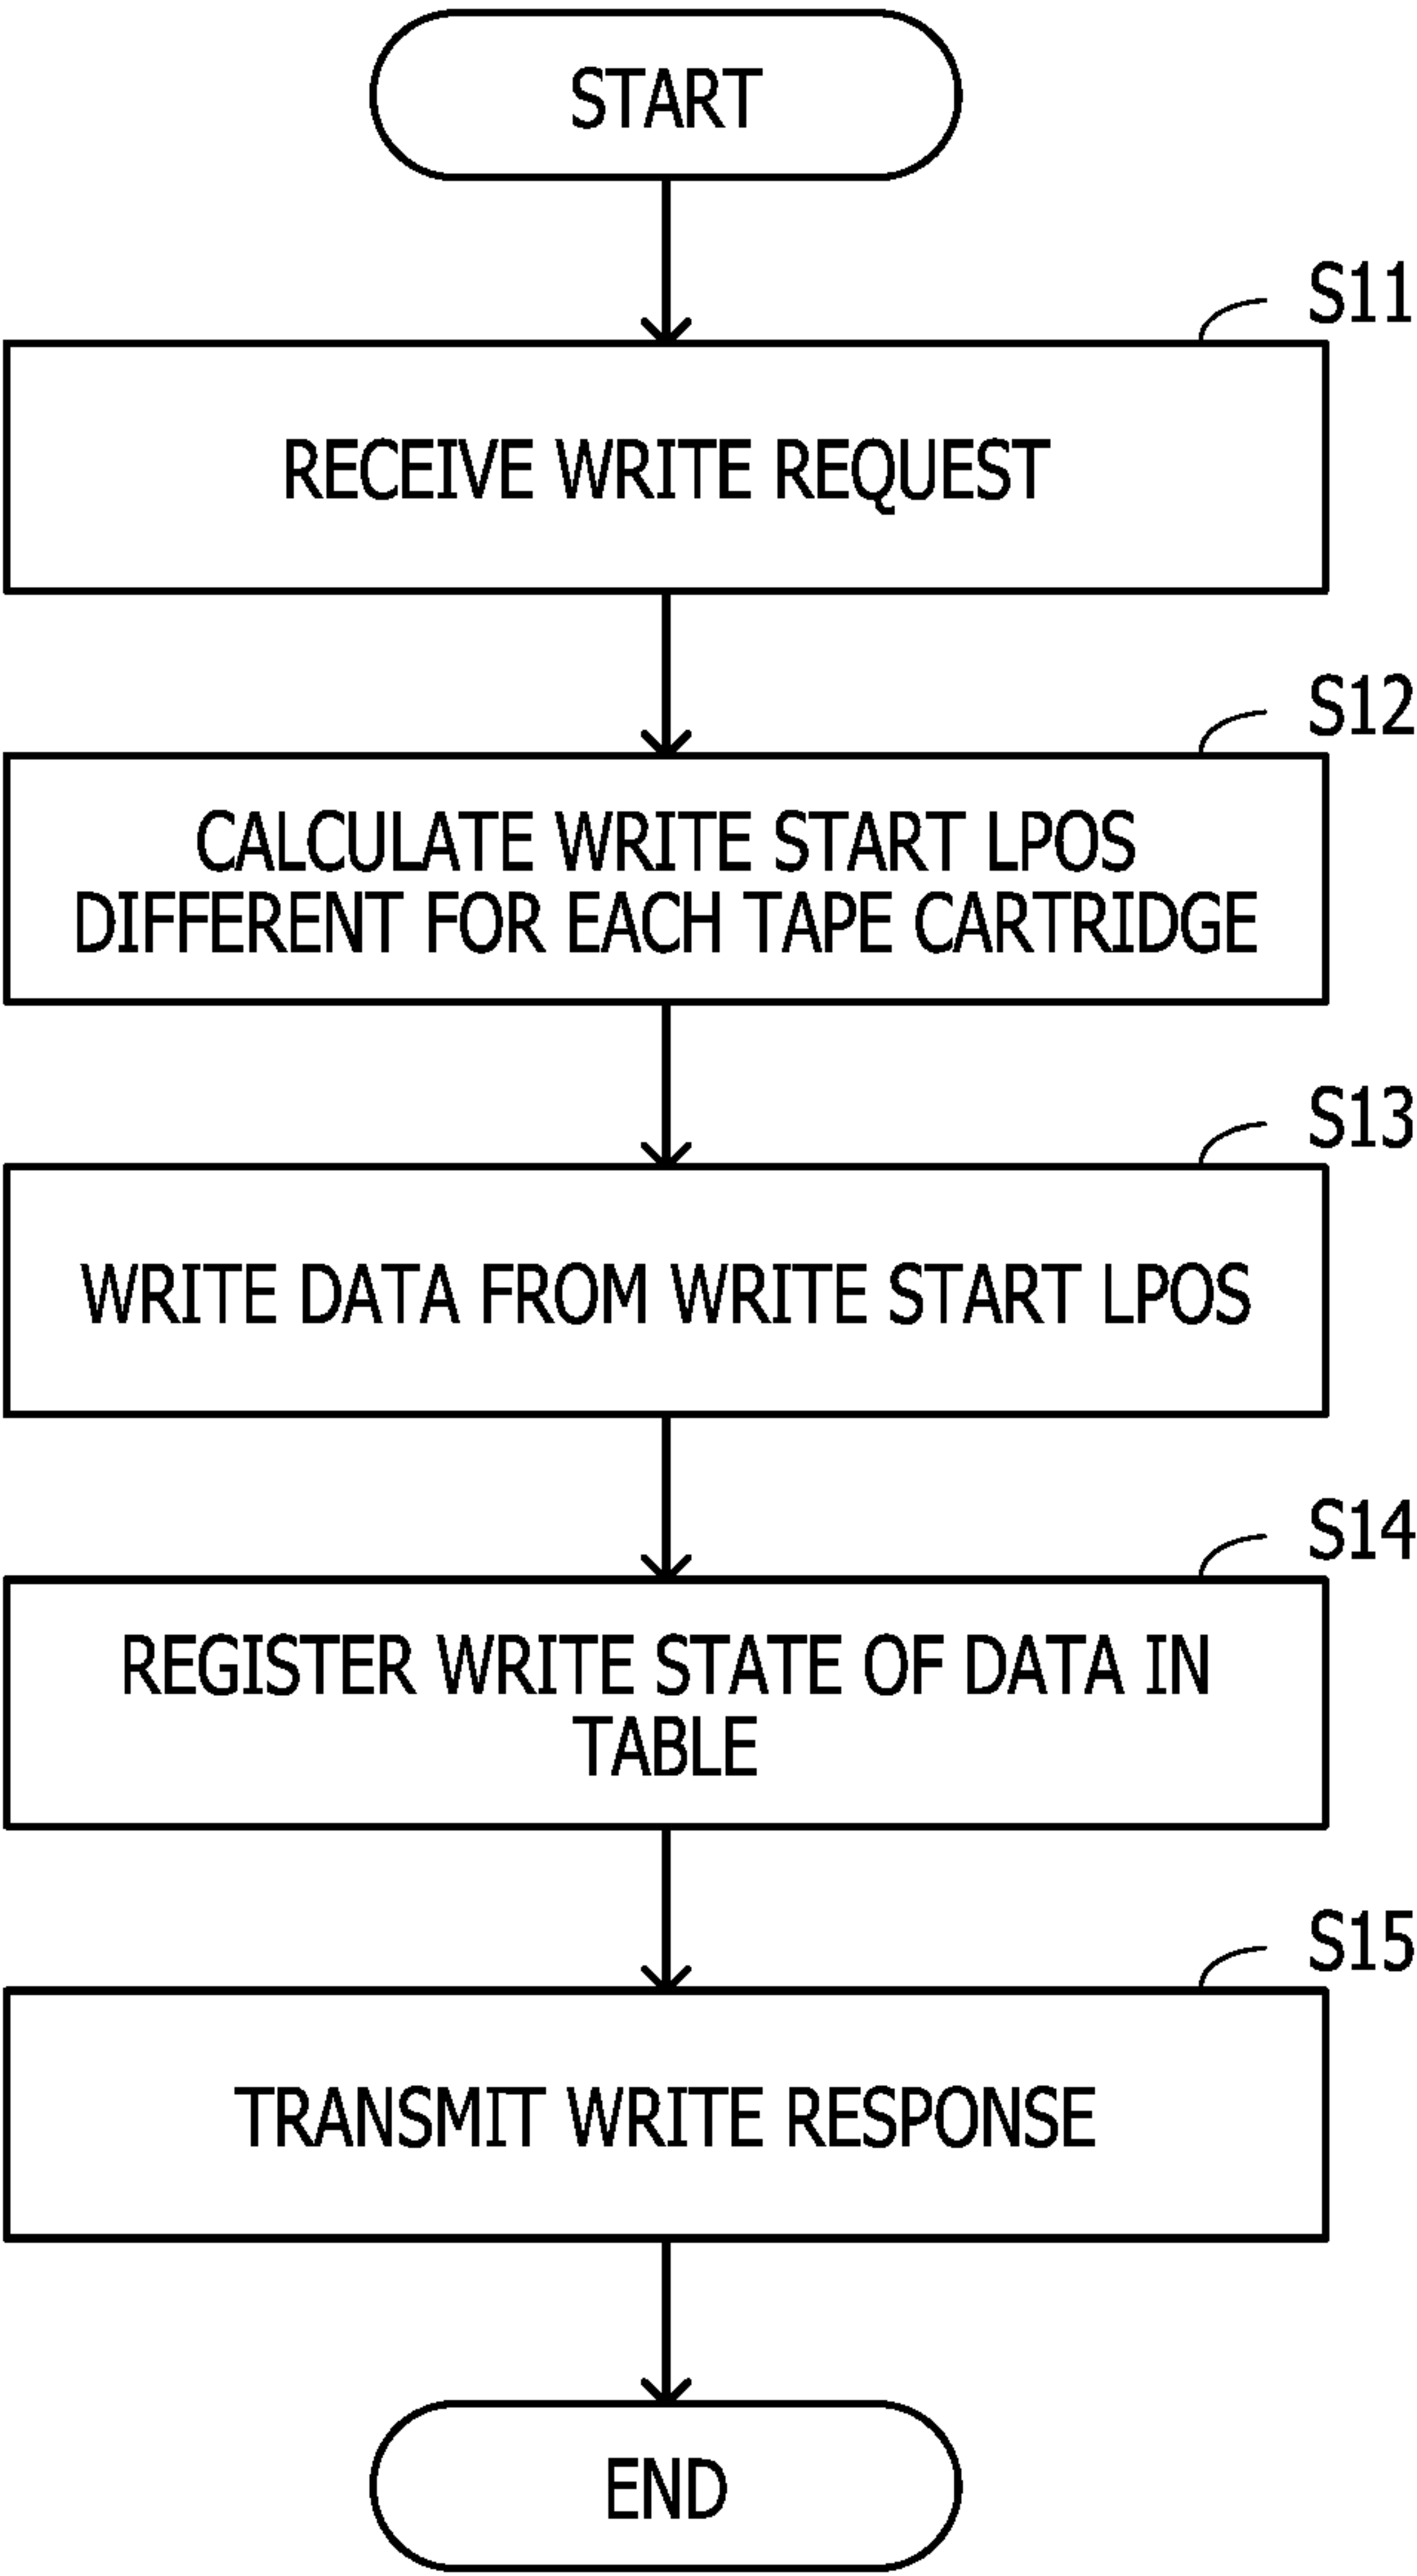 START
S11
RECEIVE WRITE REQUEST
S12
CALCULATE WRITE START LPOS
DIFFERENT FOR EACH TAPE CARTRIDGE
S13
WRITE DATA FROM WRITE START LPOS
S14
REGISTER WRITE STATE OF DATA IN
TABLE
S15
TRANSMIT WRITE RESPONSE
END